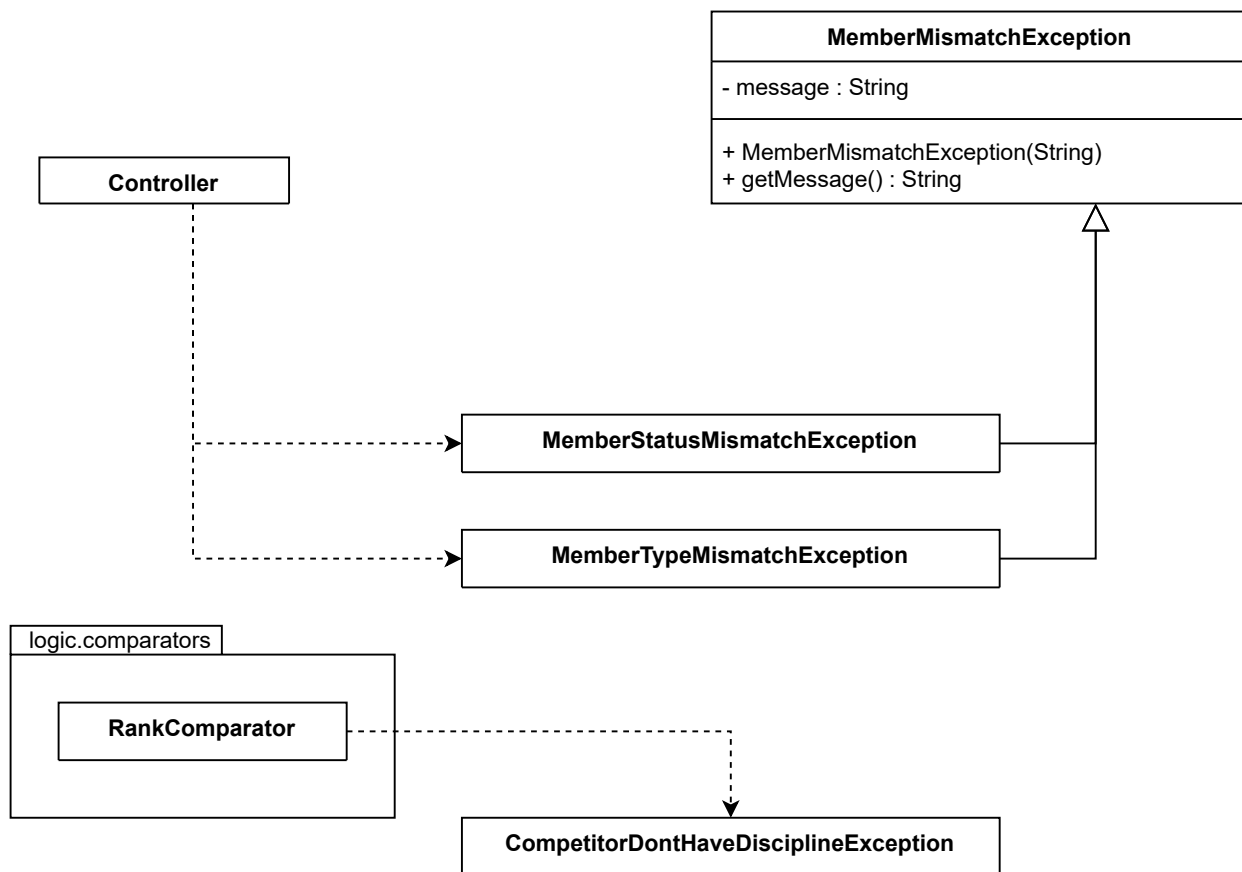 MemberMismatchException
- message : String
+ MemberMismatchException(String)
+ getMessage() : String
Controller
MemberStatusMismatchException
MemberTypeMismatchException
logic.comparators
RankComparator
CompetitorDontHaveDisciplineException